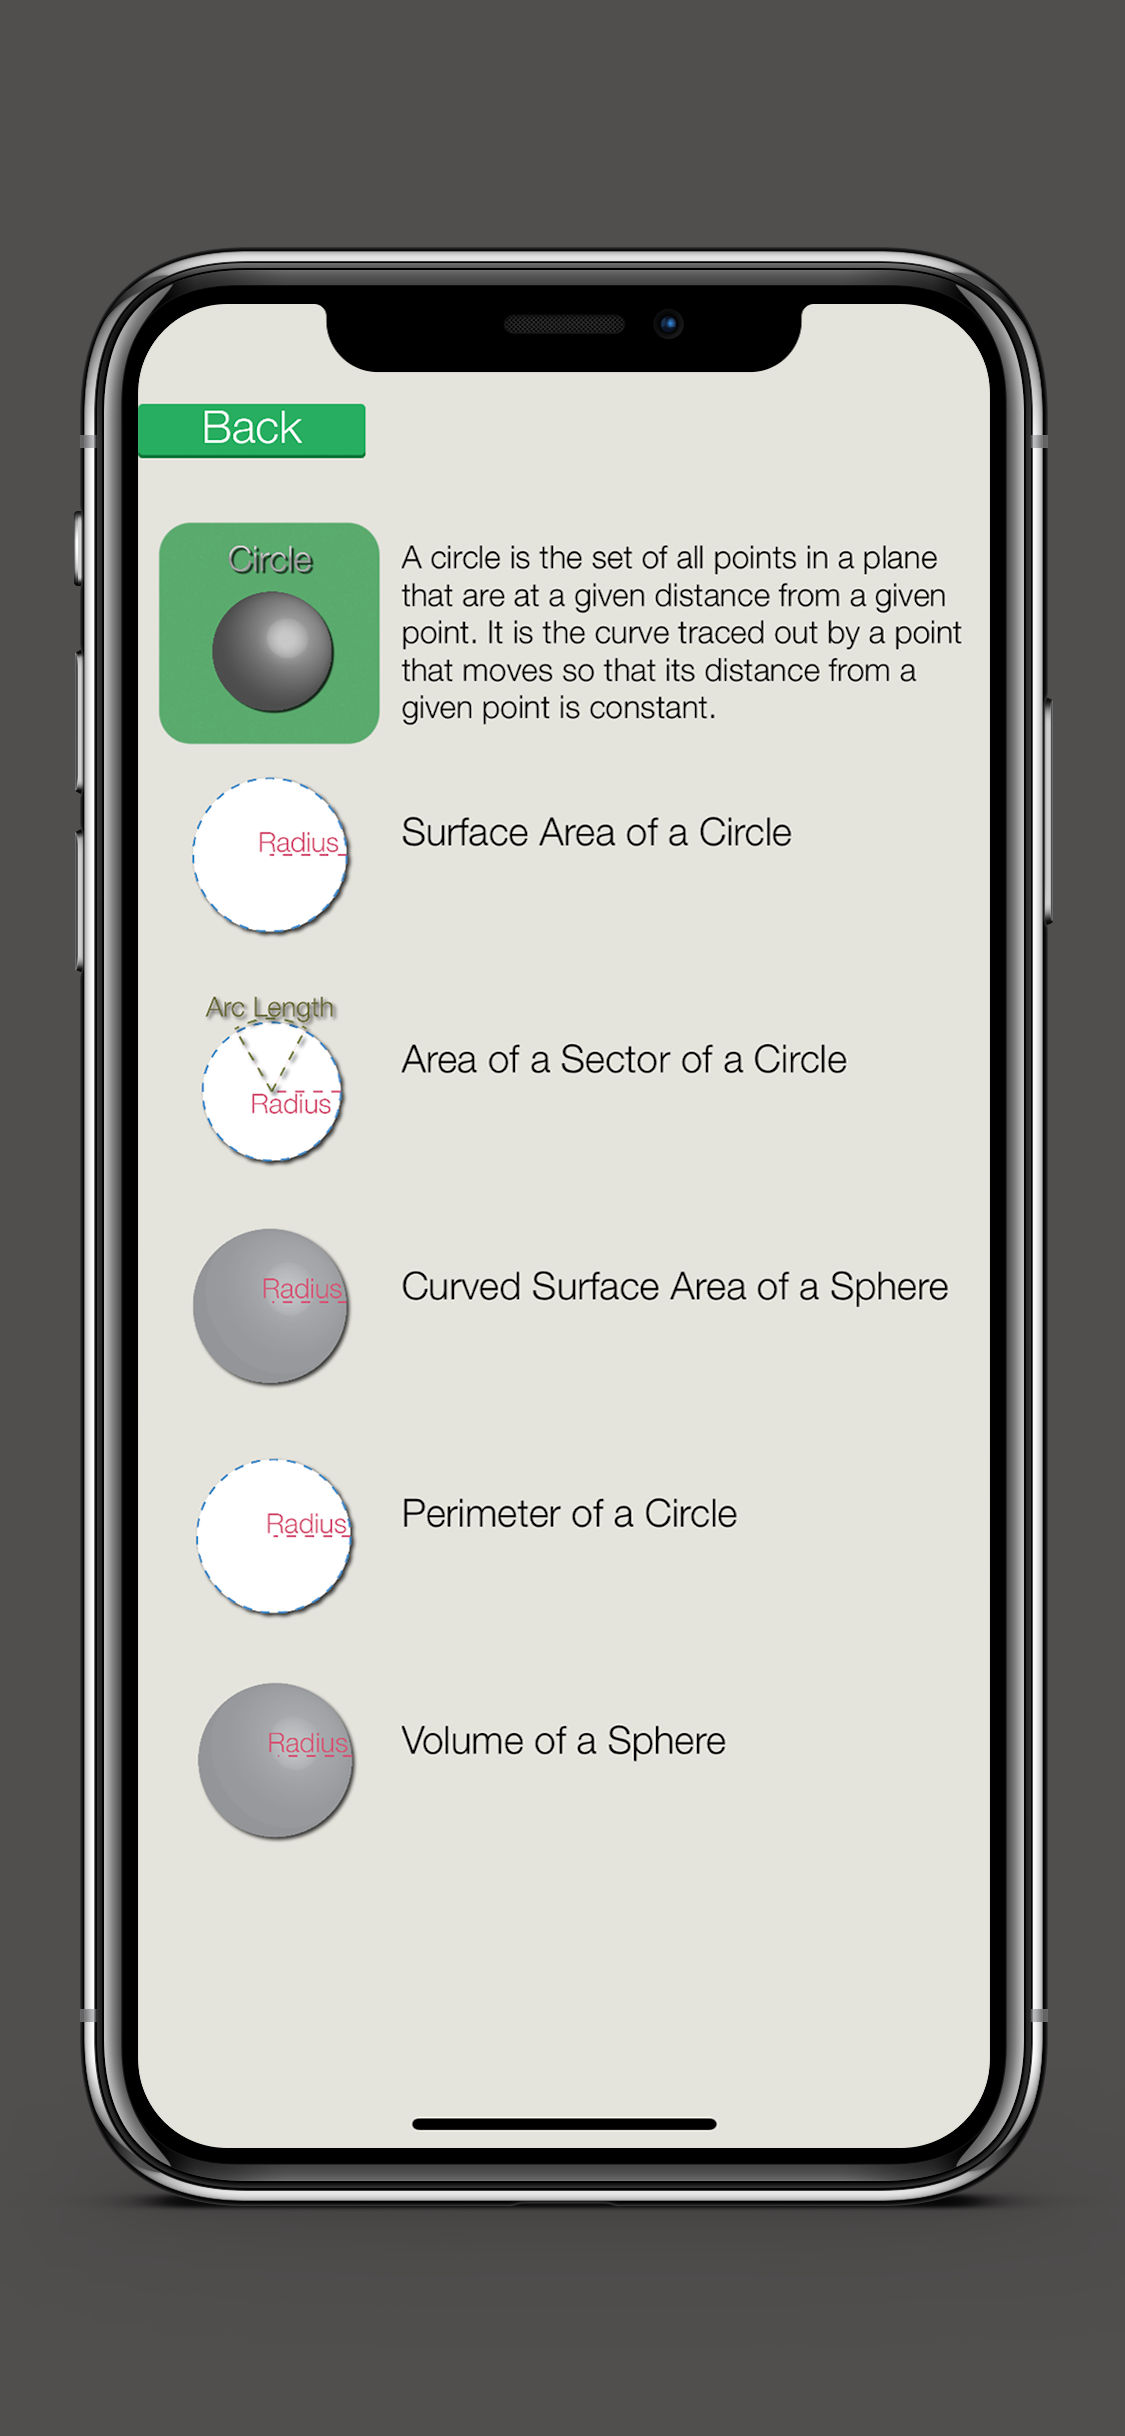 Back
Circle
A circle is the set of all points in a plane
that are at a given distance from a given
point. It is the curve traced out by a point
that moves so that its distance from a
given point is constant.
Radius
Surface Area of a Circle
Arc Length
Radius
Area of a Sector of a Circle
Radius
Curved Surface Area of a Sphere
Radius
Perimeter of a Circle
Radius
Volume of a Sphere